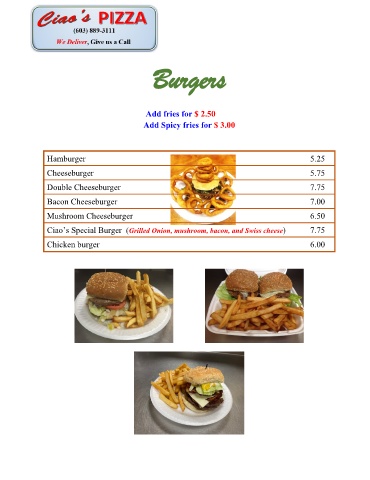 Ciao's PIZZA
(603) 889-3111
We Deliver, Give us a Call
Burgers
Add fries for $ 2.50
Add Spicy fries for $ 3.00
Hamburger 5.25
Cheeseburger 5.75
Double Cheeseburger 7.75
Bacon Cheeseburger 7.00
Mushroom Cheeseburger 6.50
Ciao's Special Burger (Grilled Onion, mushroom, bacon, and Swiss cheese) 7.75
Chicken burger 6.00